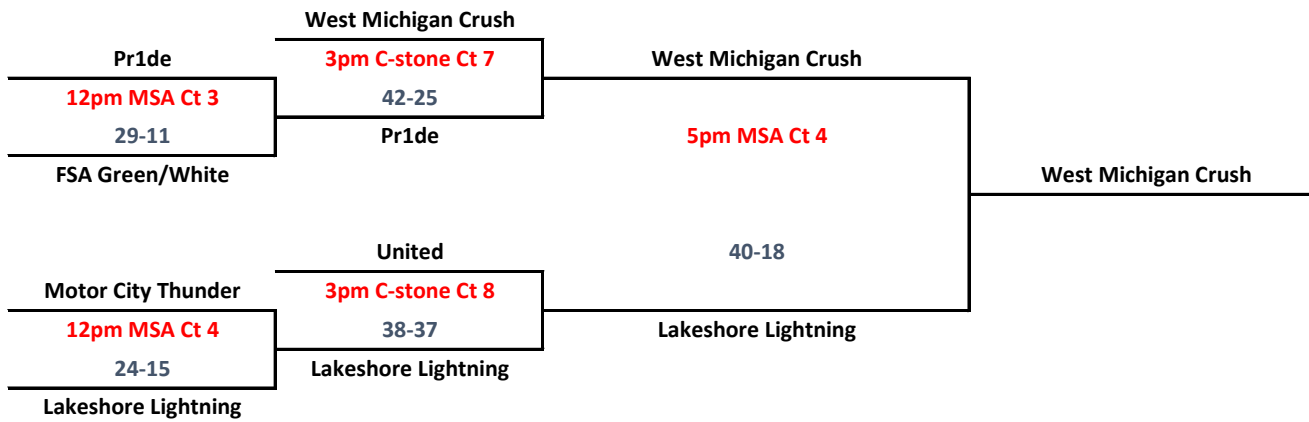 West Michigan Crush
Pr1de
3pm C-stone Ct 7
West Michigan Crush
12pm MSA Ct 3
42-25
29-11
Pr1de
5pm MSA Ct 4
FSA Green/White
West Michigan Crush
United
40-18
Motor City Thunder
3pm C-stone Ct 8
12pm MSA Ct 4
38-37
Lakeshore Lightning
24-15
Lakeshore Lightning
Lakeshore Lightning